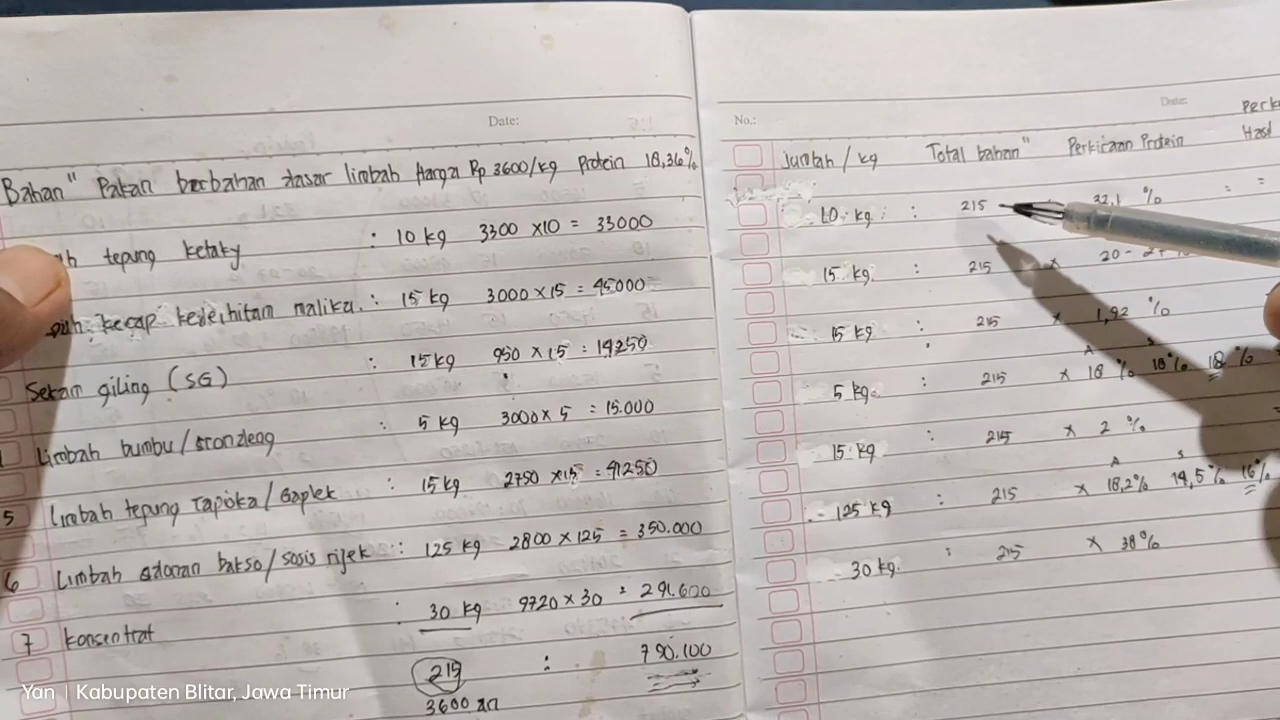 Date:
Bahan" Pakan berbahan dasar limbah Harga Rp 3600/kg Protein 18,36%
tepung ketaky : 10 kg 3300 x10 = 33000
kecap kedelhitam malika. : 15 kg 3000 x 15 = 45000
Sekam giling (SG) : 15 kg 950 x 15 = 14250
Limbah bumbu/ : 5 kg 3000 x 5 = 15.000
5 Limbah tepung Tapioka/Gaplek : 15 kg 2750 x 15 = 41250
6 Limbah adonan bakso/sosis rijek : 125 kg 2800 x 125 = 350.000
7 Konsentrat : 30 kg 9720 x 30 = 291.600
215 : 790.100
3600 an
No.: Date:
Jumlah / kg Total bahan" Perkiraan Protein Hasil
10 kg : 215 32,1 % = =
15 kg. : 215 x 20 -
15 kg : 215 x 1,92 %
5 kg. : 215 x 18 % 18 % 18 %
15 kg : 215 x 2 %
125 kg : 215 x 18,2% 14,5% 16%
30 kg. : 215 x 38%
Yan | Kabupaten Blitar, Jawa Timur